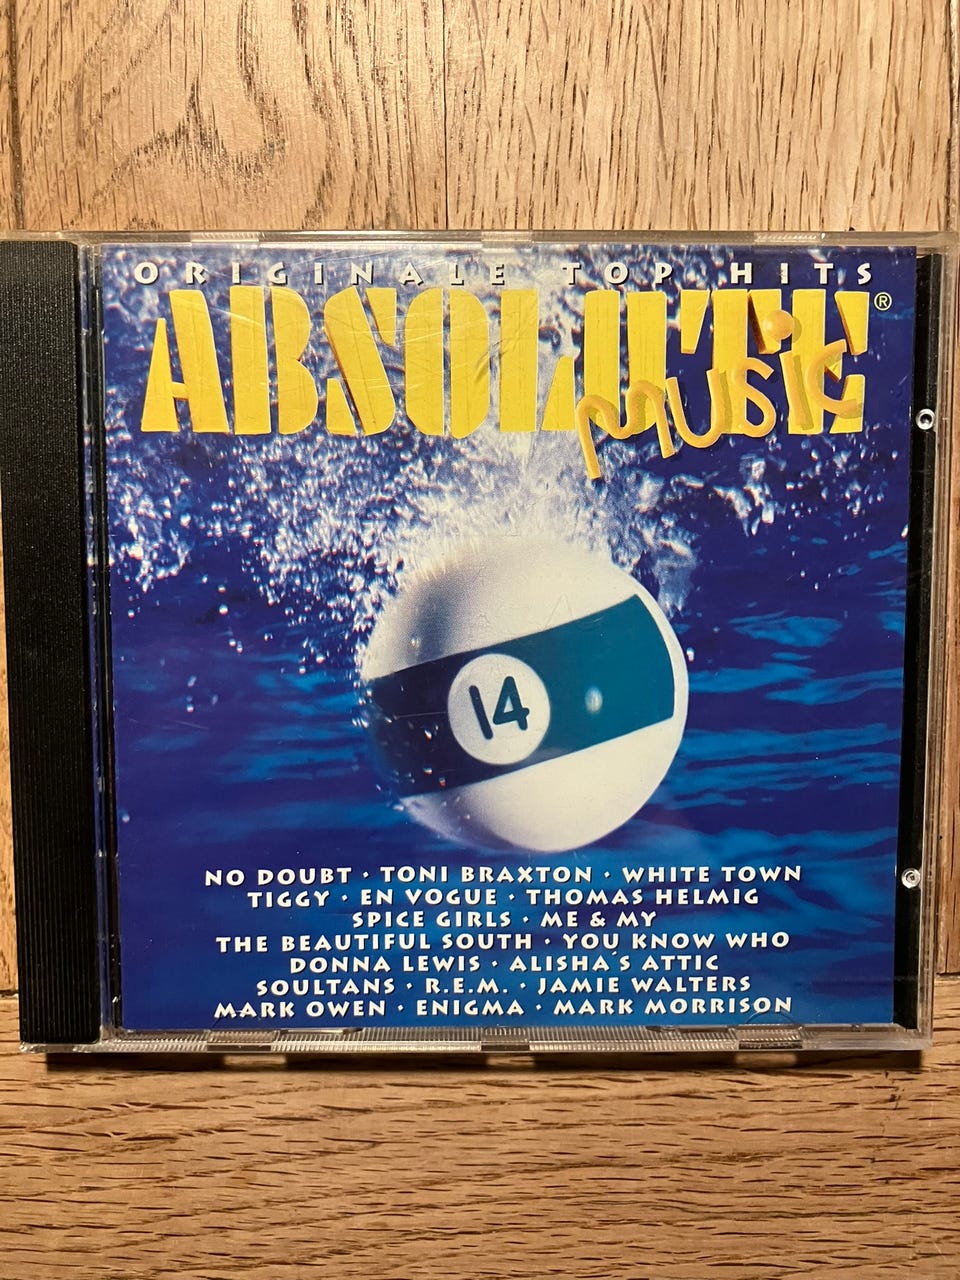 ORIGINALE TOP HITS
ABSOLUTE®
music
14
NO DOUBT · TONI BRAXTON · WHITE TOWN
TIGGY · EN VOGUE · THOMAS HELMIG
SPICE GIRLS · ME & MY
THE BEAUTIFUL SOUTH · YOU KNOW WHO
DONNA LEWIS · ALISHA'S ATTIC
SOULTANS · R.E.M. · JAMIE WALTERS
MARK OWEN · ENIGMA · MARK MORRISON